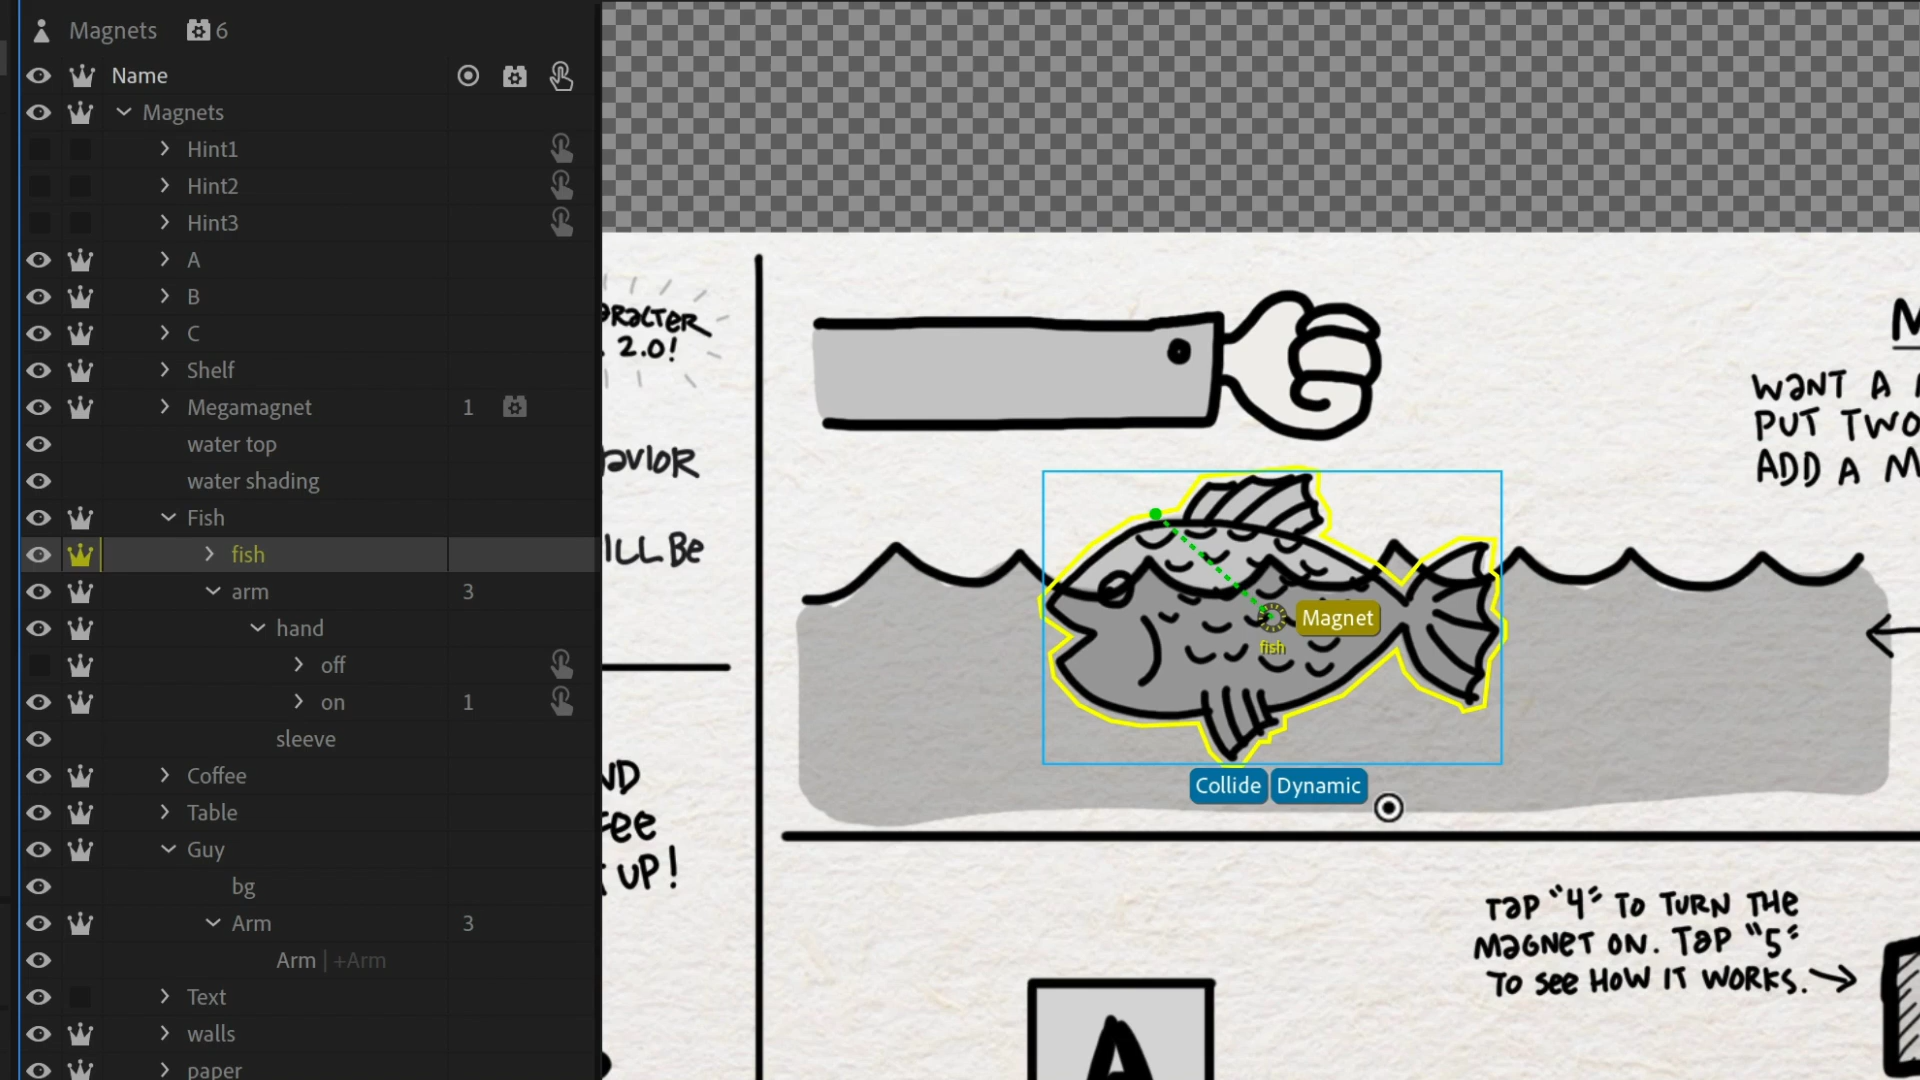 Magnets 6
Name
Magnets
Hint1
Hint2
Hint3
A
B
C
Shelf
Megamagnet 1
water top
water shading
Fish
fish
arm 3
hand
off
on 1
sleeve
Coffee
Table
Guy
bg
Arm 3
Arm | +Arm
Text
walls
paper
2.0!
ILL Be
UP!
WANT A
PUT TWO
ADD A
Magnet
fish
Collide Dynamic
TAP "4" TO TURN THE
MAGNET ON. TAP "5"
TO See HOW IT WORKS.
A